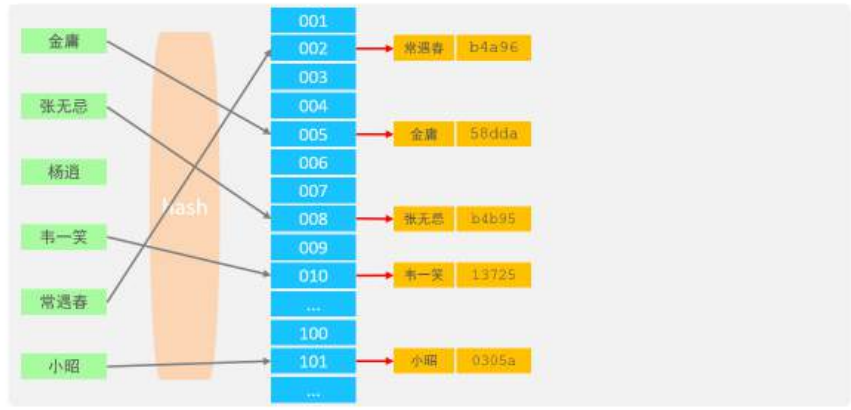 金庸
张无忌
杨逍
韦一笑
常遇春
小昭
hash
001
002
003
004
005
006
007
008
009
010
...
100
101
...
常遇春 b4a96
金庸 58dda
张无忌 b4b95
韦一笑 13725
小昭 0305a